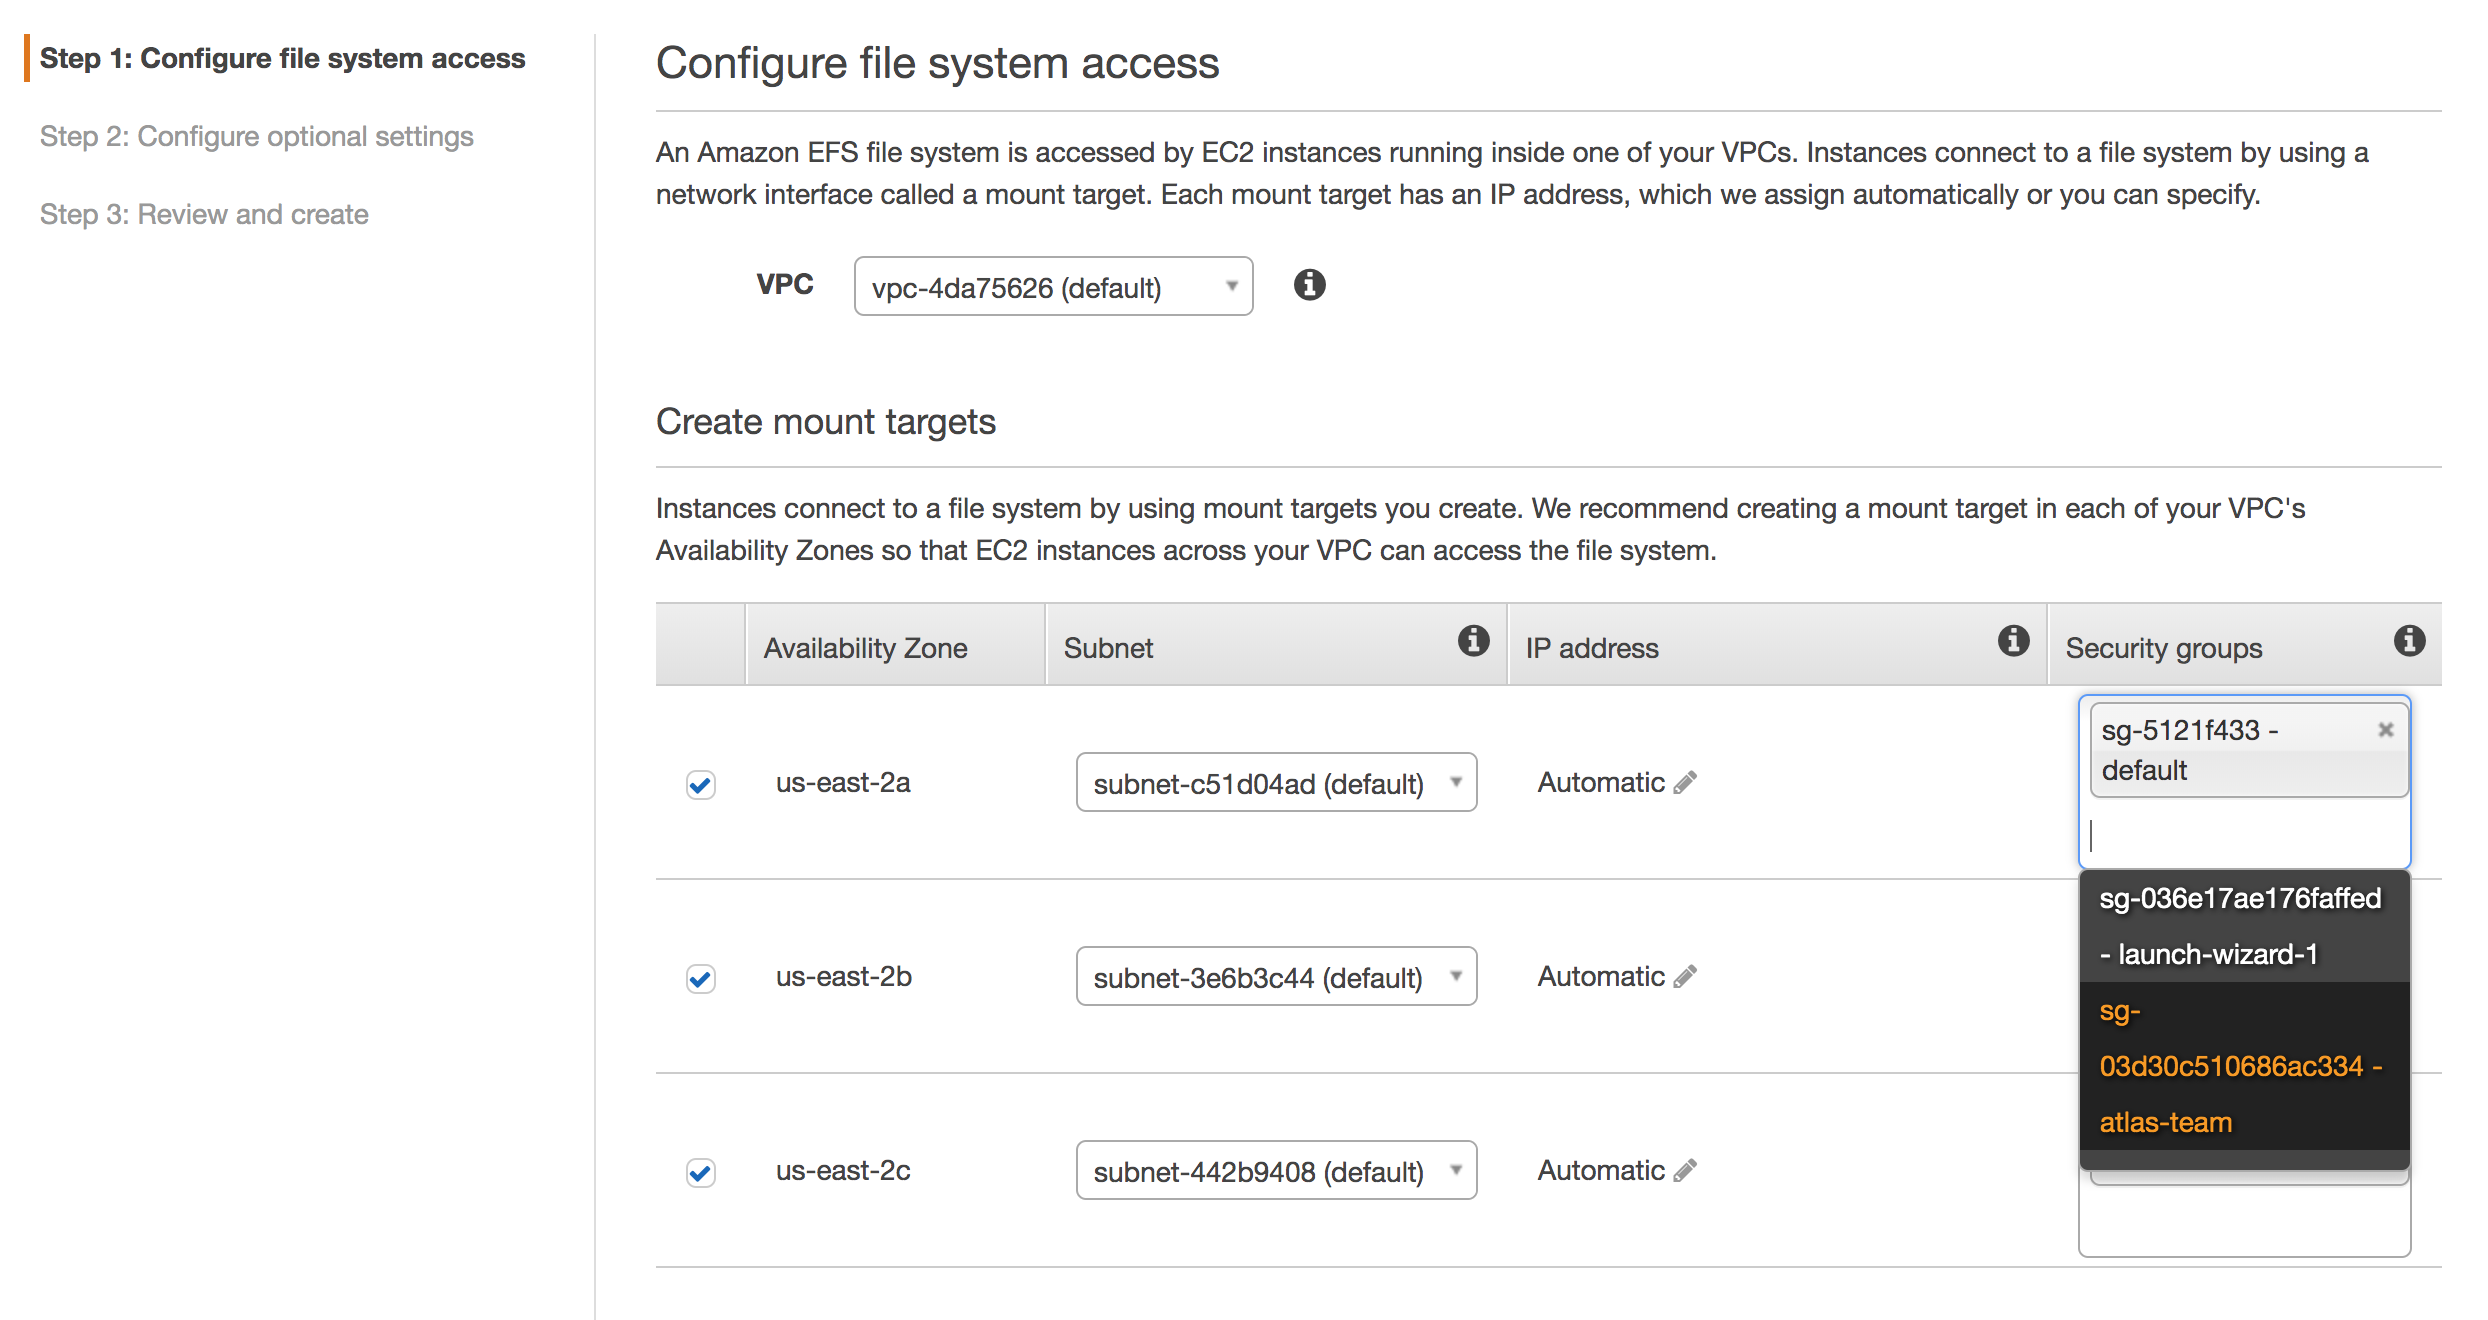 Step 1: Configure file system access
Step 2: Configure optional settings
Step 3: Review and create
Configure file system access
An Amazon EFS file system is accessed by EC2 instances running inside one of your VPCs. Instances connect to a file system by using a
network interface called a mount target. Each mount target has an IP address, which we assign automatically or you can specify.
VPC vpc-4da75626 (default)
Create mount targets
Instances connect to a file system by using mount targets you create. We recommend creating a mount target in each of your VPC's
Availability Zones so that EC2 instances across your VPC can access the file system.
Availability Zone Subnet IP address Security groups
us-east-2a subnet-c51d04ad (default) Automatic
sg-5121f433 -
default
sg-036e17ae176faffed
- launch-wizard-1
us-east-2b subnet-3e6b3c44 (default) Automatic
sg-
03d30c510686ac334 -
atlas-team
us-east-2c subnet-442b9408 (default) Automatic